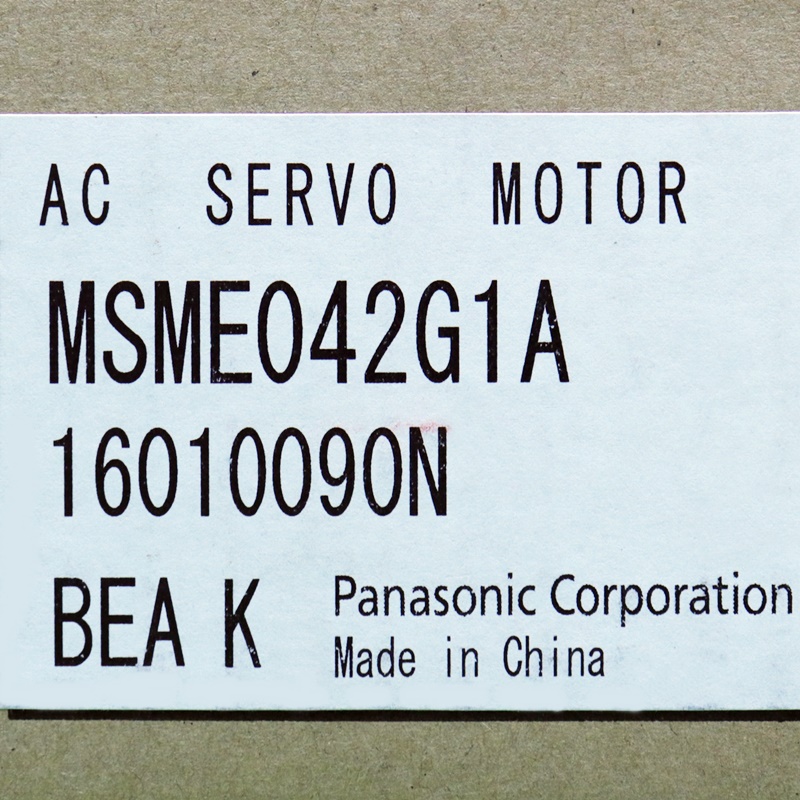 AC SERVO MOTOR
MSME042G1A
16010090N
BEA K
Panasonic Corporation
Made in China